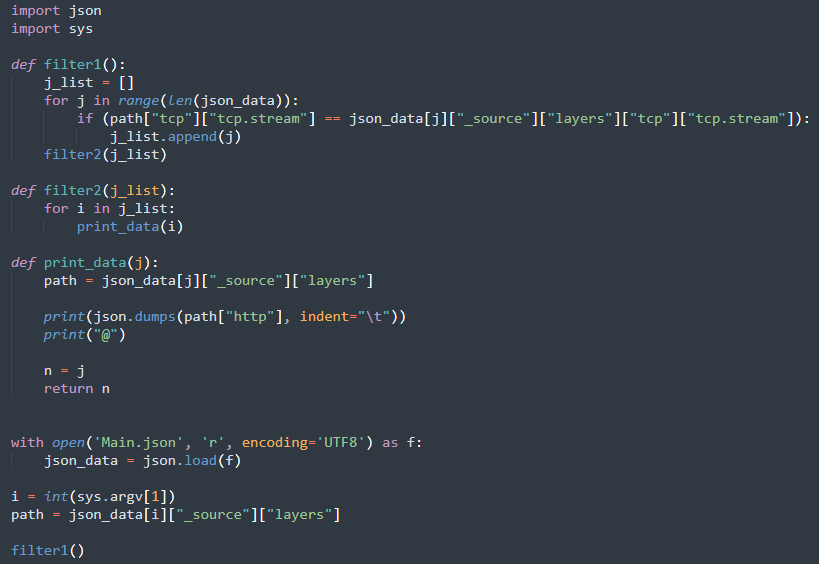 import json
import sys

def filter1():
    j_list = []
    for j in range(len(json_data)):
        if (path["tcp"]["tcp.stream"] == json_data[j]["_source"]["layers"]["tcp"]["tcp.stream"]):
            j_list.append(j)
    filter2(j_list)

def filter2(j_list):
    for i in j_list:
        print_data(i)

def print_data(j):
    path = json_data[j]["_source"]["layers"]

    print(json.dumps(path["http"], indent="\t"))
    print("@")

    n = j
    return n


with open('Main.json', 'r', encoding='UTF8') as f:
    json_data = json.load(f)

i = int(sys.argv[1])
path = json_data[i]["_source"]["layers"]

filter1()